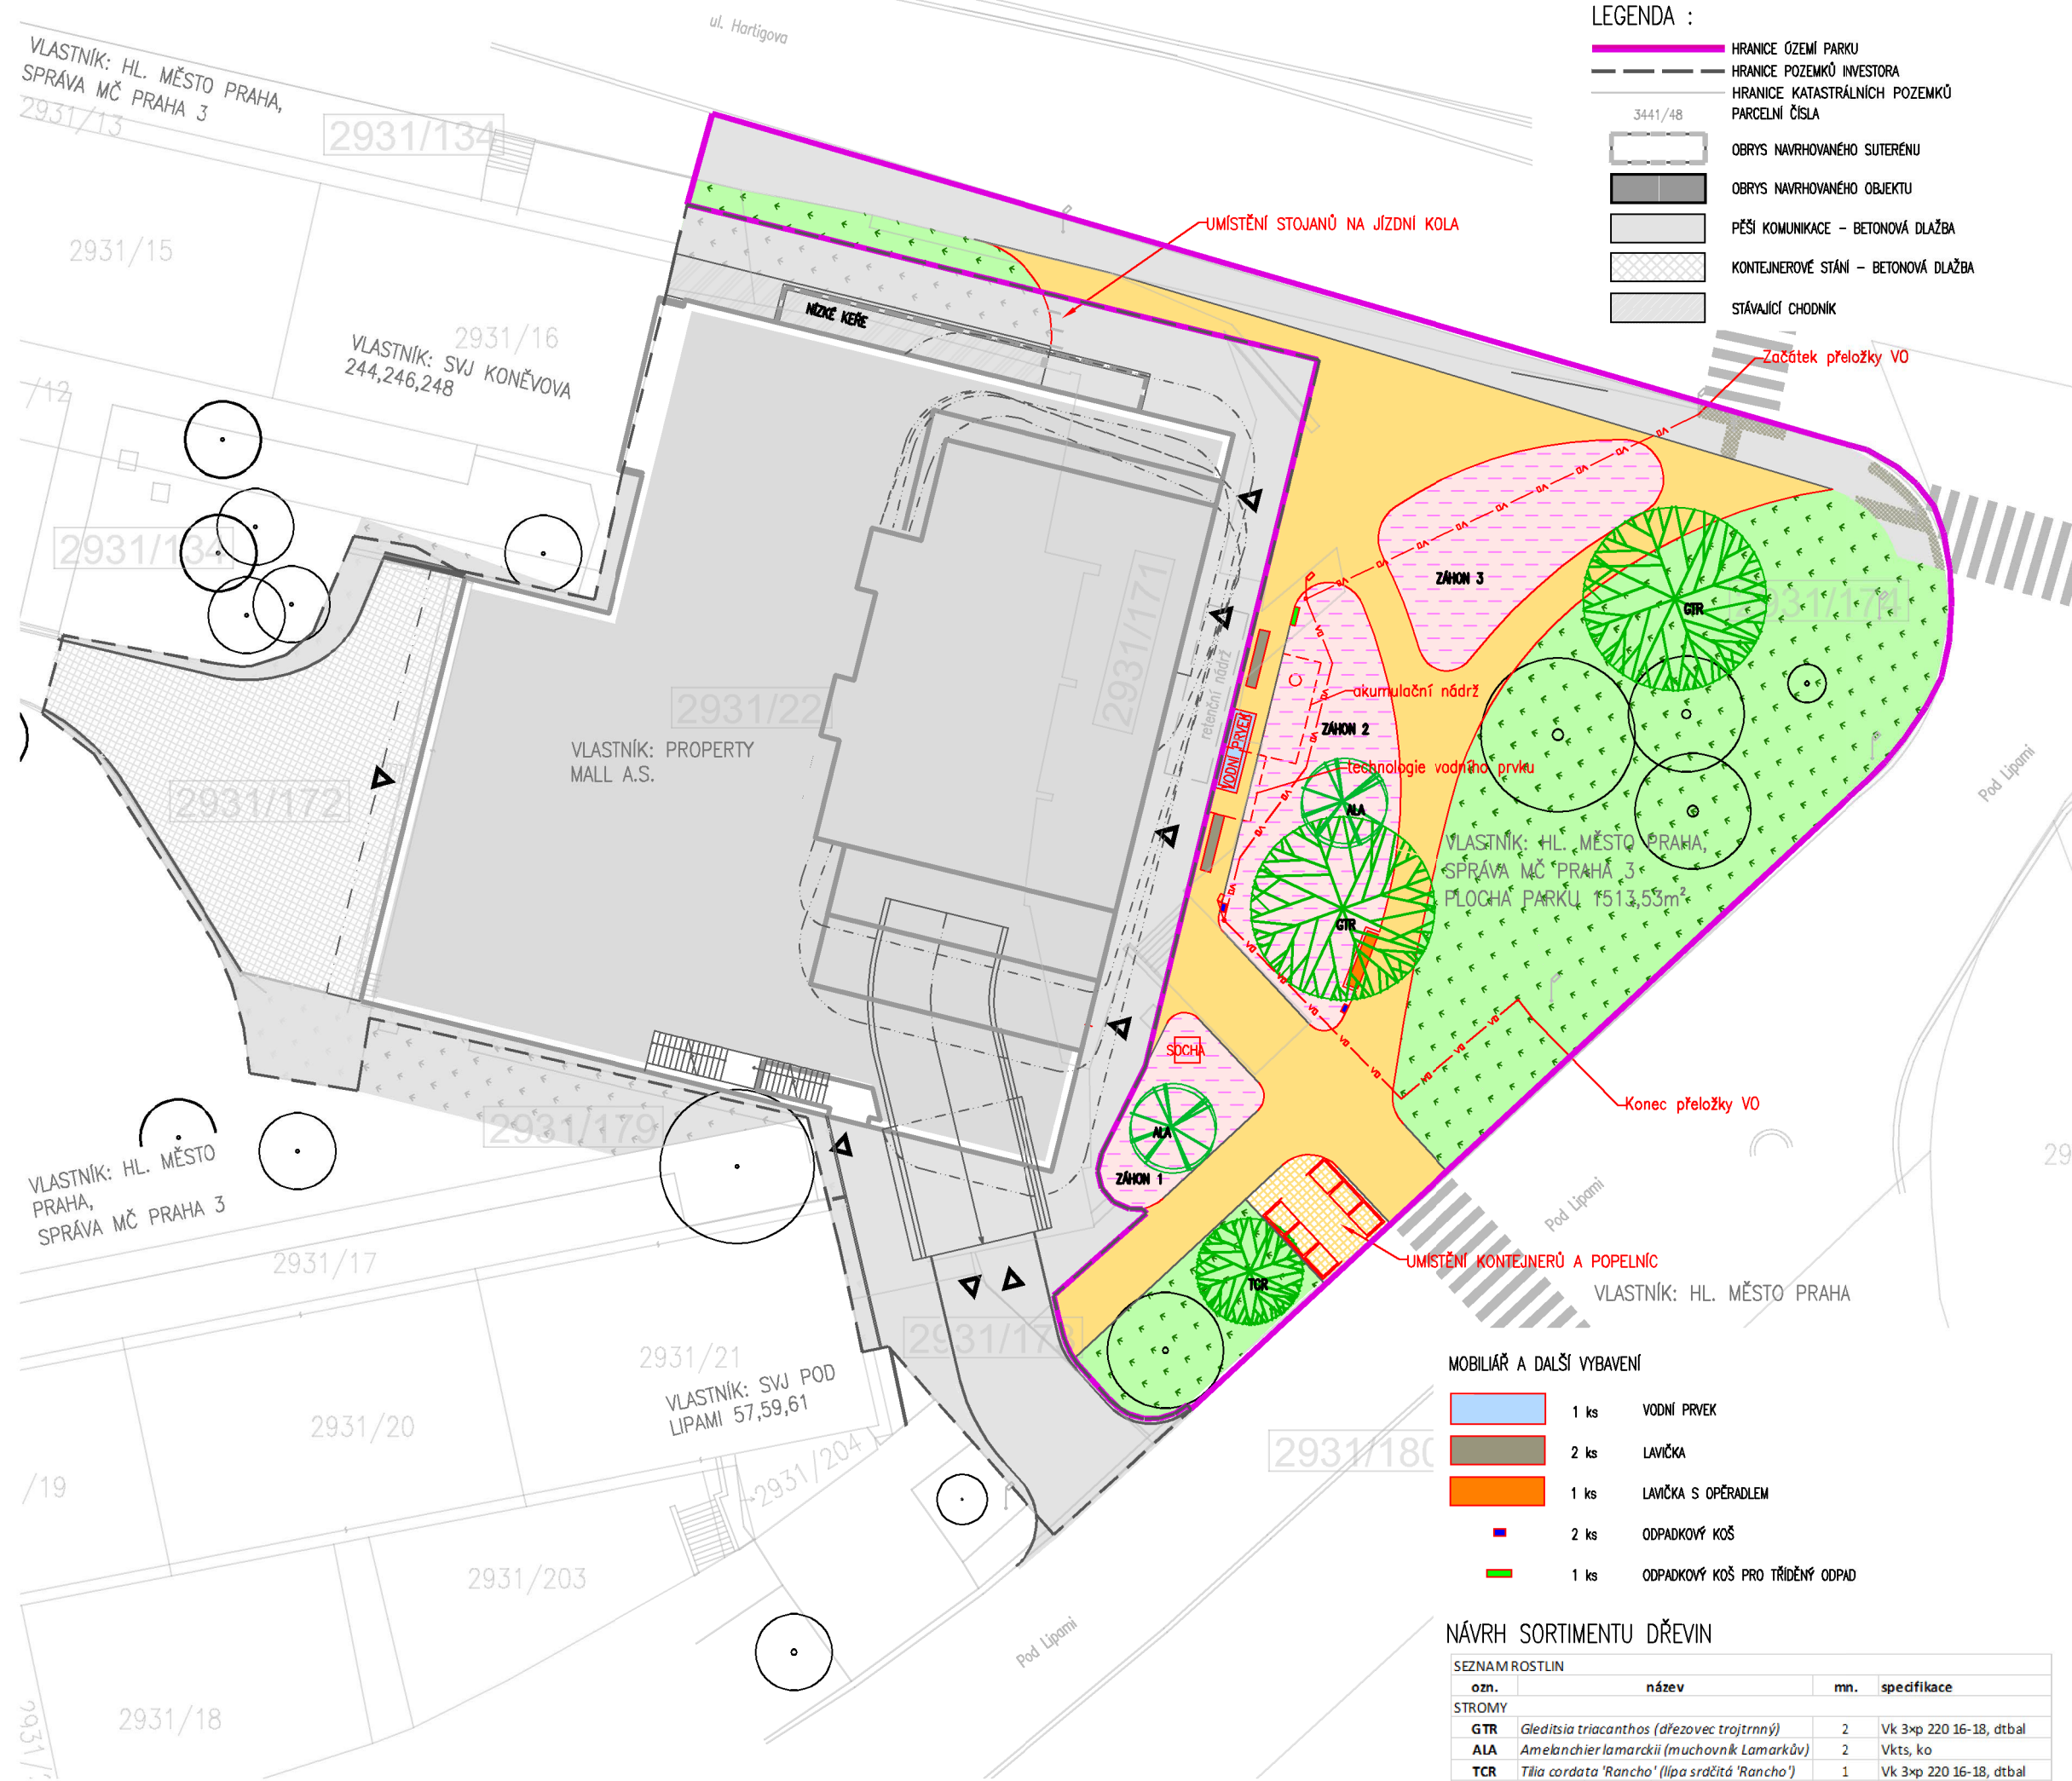 ul. Hartigova
VLASTNÍK: HL. MĚSTO PRAHA,
SPRÁVA MČ PRAHA 3
2931/13
2931/134
2931/15
2931/16
VLASTNÍK: SVJ KONĚVOVA
244,246,248
/12
2931/134
NÍZKÉ KEŘE
UMÍSTĚNÍ STOJANŮ NA JÍZDNÍ KOLA
LEGENDA :
HRANICE ÚZEMÍ PARKU
HRANICE POZEMKŮ INVESTORA
HRANICE KATASTRÁLNÍCH POZEMKŮ
3441/48 PARCELNÍ ČÍSLA
OBRYS NAVRHOVANÉHO SUTERÉNU
OBRYS NAVRHOVANÉHO OBJEKTU
PĚŠÍ KOMUNIKACE – BETONOVÁ DLAŽBA
KONTEJNEROVÉ STÁNÍ – BETONOVÁ DLAŽBA
STÁVAJÍCÍ CHODNÍK
Začátek přeložky VO
ZÁHON 3
GTR
2931/174
2931/171
2931/22
VLASTNÍK: PROPERTY
MALL A.S.
2931/172
retenční nádrž
VODNÍ PRVEK
akumulační nádrž
ZÁHON 2
technologie vodního prvku
ALA
GTR
VLASTNÍK: HL. MĚSTO PRAHA,
SPRÁVA MČ PRAHA 3
PLOCHA PARKU 1513,53m²
Pod Lipami
SOCHA
ALA
ZÁHON 1
Konec přeložky VO
Pod Lipami
29
UMÍSTĚNÍ KONTEJNERŮ A POPELNIC
TCR
VLASTNÍK: HL. MĚSTO PRAHA
2931/179
VLASTNÍK: HL. MĚSTO
PRAHA,
SPRÁVA MČ PRAHA 3
2931/17
2931/173
2931/21
VLASTNÍK: SVJ POD
LIPAMI 57,59,61
2931/20
2931/204
/19
2931/203
2931/18
2931/180
Pod Lipami
MOBILIÁŘ A DALŠÍ VYBAVENÍ
1 ks VODNÍ PRVEK
2 ks LAVIČKA
1 ks LAVIČKA S OPĚRADLEM
2 ks ODPADKOVÝ KOŠ
1 ks ODPADKOVÝ KOŠ PRO TŘÍDĚNÝ ODPAD
NÁVRH SORTIMENTU DŘEVIN
SEZNAM ROSTLIN
ozn. název mn. specifikace
STROMY
GTR Gleditsia triacanthos (dřezovec trojtrnný) 2 Vk 3×p 220 16-18, dtbal
ALA Amelanchier lamarckii (muchovník Lamarkův) 2 Vkts, ko
TCR Tilia cordata 'Rancho' (lípa srdčitá 'Rancho') 1 Vk 3×p 220 16-18, dtbal